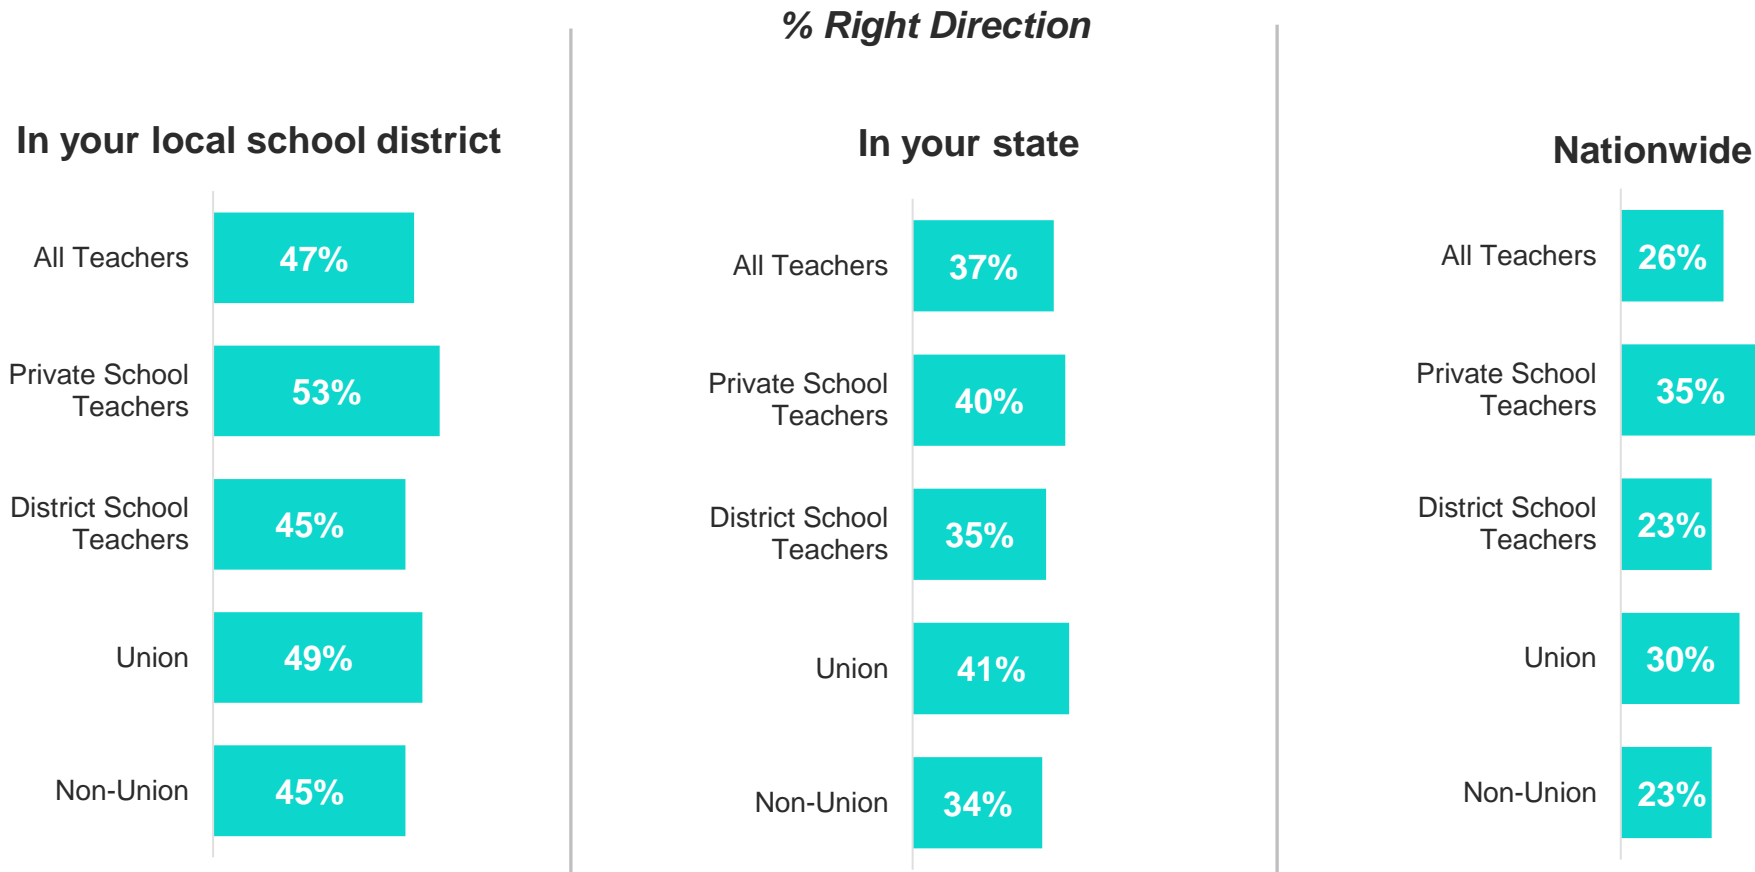 % Right Direction
In your local school district
All Teachers
47%
Private School
Teachers
53%
District School
Teachers
45%
Union
49%
Non-Union
45%
In your state
All Teachers
37%
Private School
Teachers
40%
District School
Teachers
35%
Union
41%
Non-Union
34%
Nationwide
All Teachers
26%
Private School
Teachers
35%
District School
Teachers
23%
Union
30%
Non-Union
23%